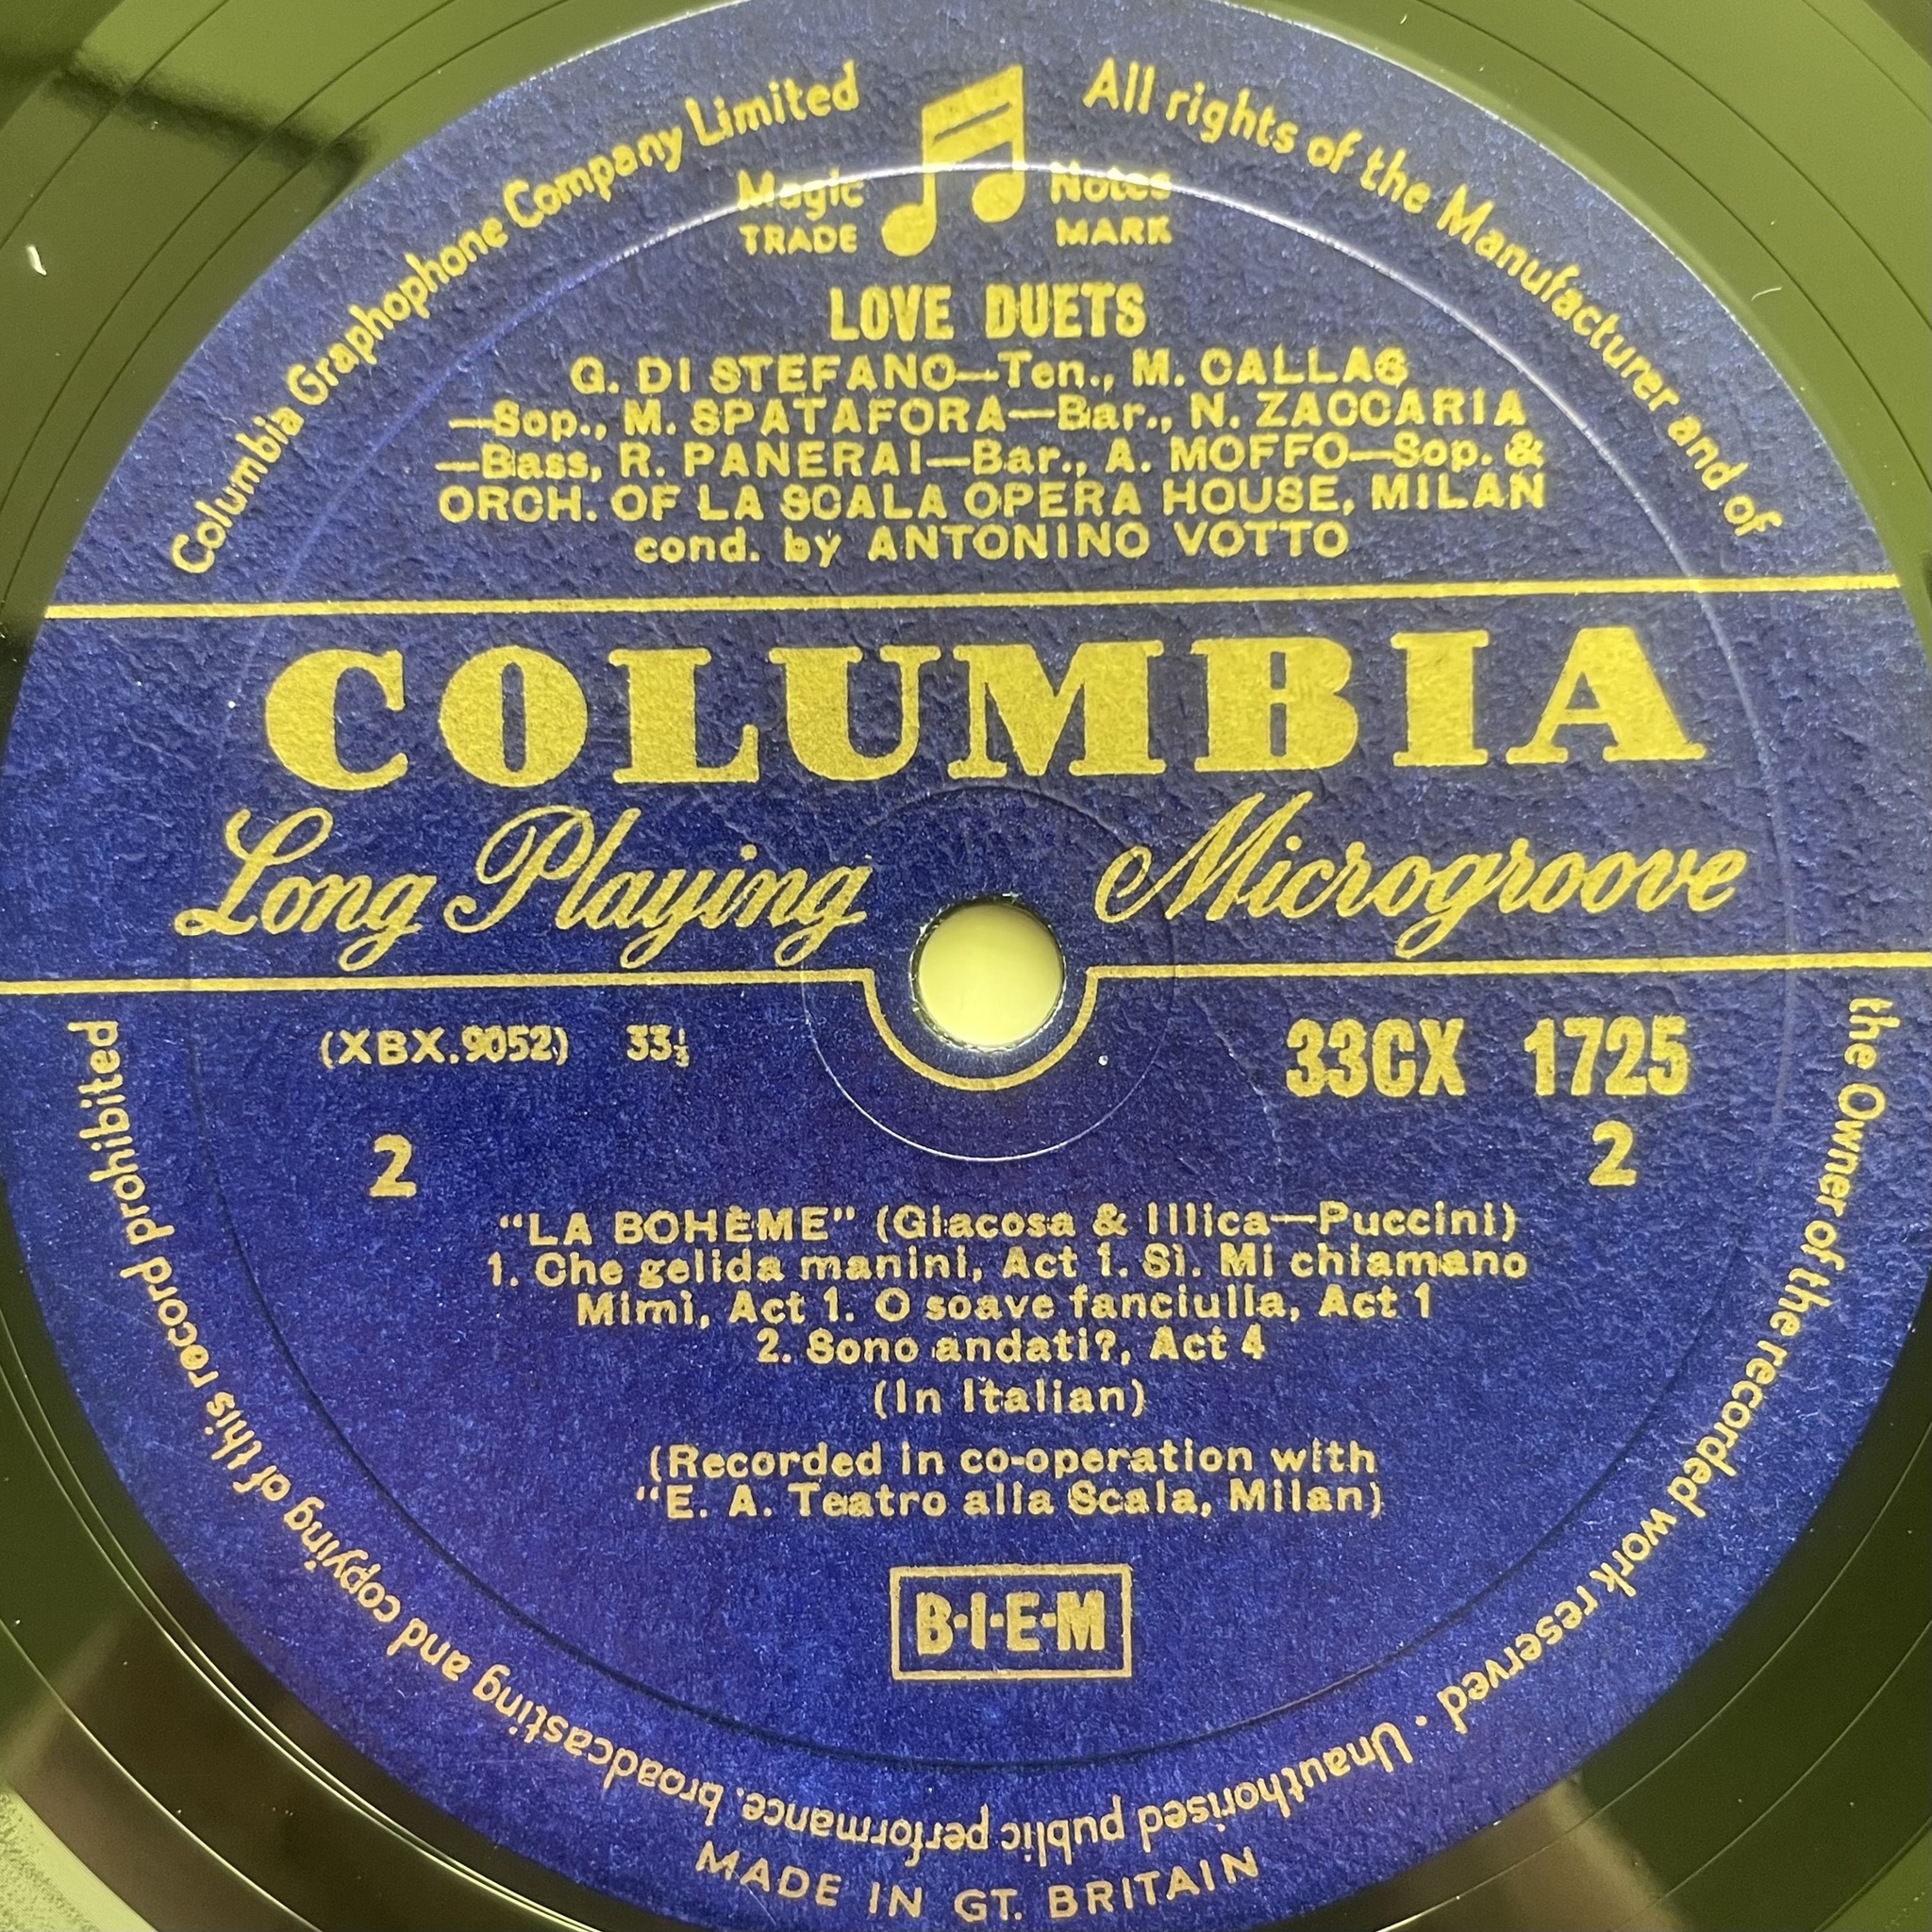 Columbia Graphophone Company Limited
All rights of the Manufacturer and of
the Owner of the recorded work reserved · Unauthorised public performance, broadcasting and copying of this record prohibited
Magic Notes
TRADE MARK
LOVE DUETS
G. DI STEFANO—Ten., M. CALLAS
—Sop., M. SPATAFORA—Bar., N. ZACCARIA
—Bass, R. PANERAI—Bar., A. MOFFO—Sop. &
ORCH. OF LA SCALA OPERA HOUSE, MILAN
cond. by ANTONINO VOTTO
COLUMBIA
Long Playing Microgroove
(XBX.9052) 33⅓ 33CX 1725
2 2
“LA BOHÈME” (Giacosa & Illica—Puccini)
1. Che gelida manini, Act 1. Sì. Mi chiamano
Mimì, Act 1. O soave fanciulla, Act 1
2. Sono andati?, Act 4
(In Italian)
(Recorded in co-operation with
“E. A. Teatro alla Scala, Milan)
B·I·E·M
MADE IN GT. BRITAIN